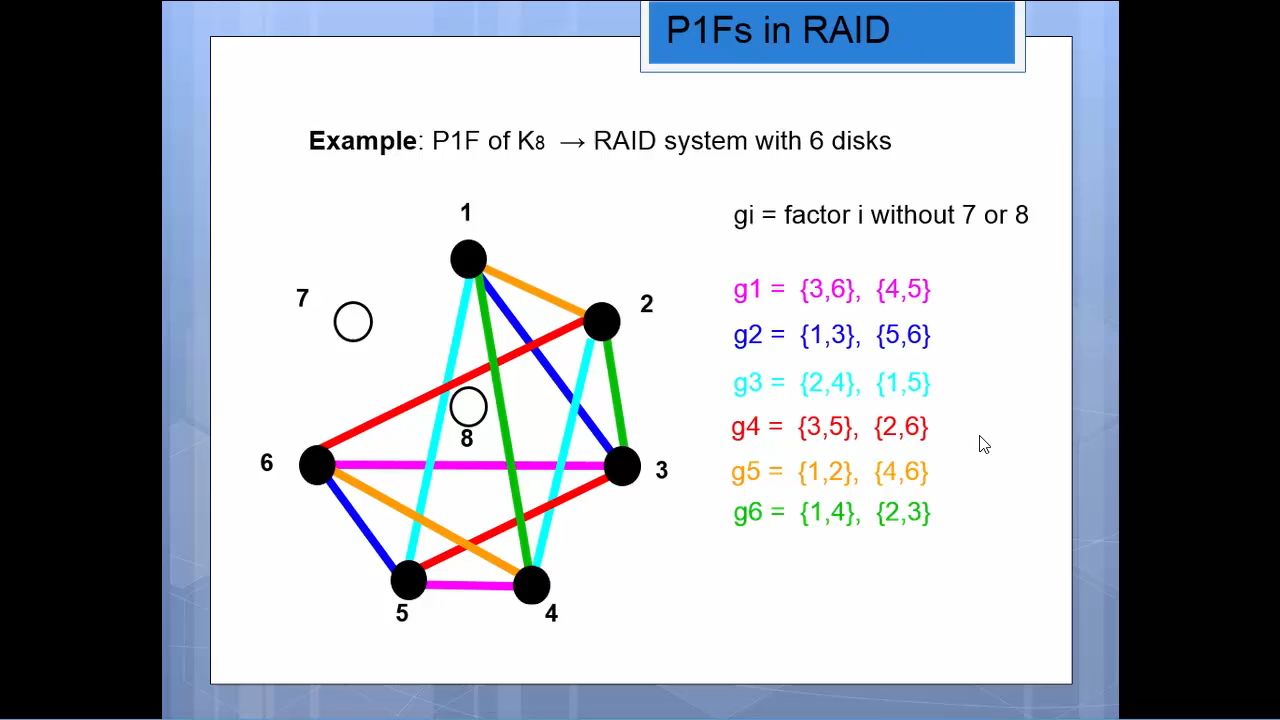 P1Fs in RAID
Example: P1F of K8 → RAID system with 6 disks
1
gi = factor i without 7 or 8
7
2
g1 = {3,6}, {4,5}
g2 = {1,3}, {5,6}
g3 = {2,4}, {1,5}
8
g4 = {3,5}, {2,6}
6
3
g5 = {1,2}, {4,6}
g6 = {1,4}, {2,3}
5
4